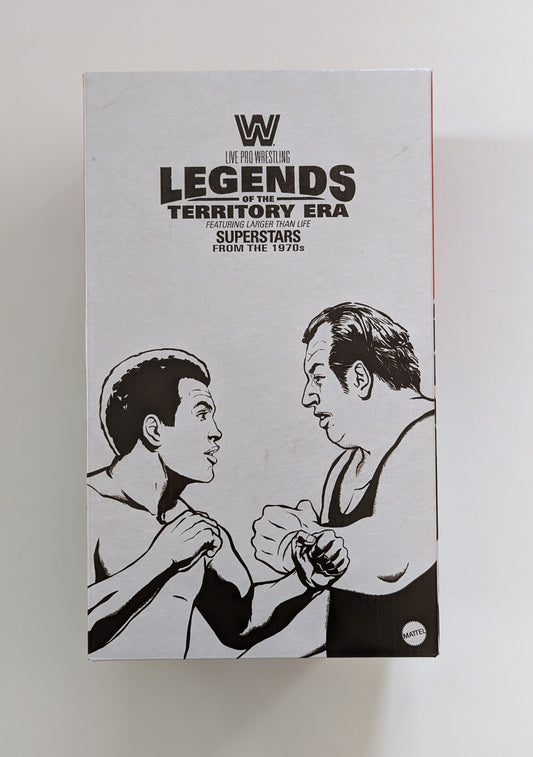 W
LIVE PRO WRESTLING
LEGENDS
OF THE
TERRITORY ERA
FEATURING LARGER THAN LIFE
SUPERSTARS
FROM THE 1970s
MATTEL